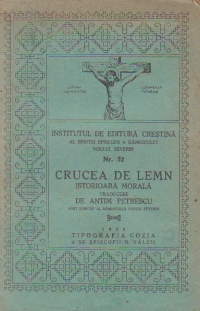 INSTITUTUL DE EDITURĂ CREȘTINĂ
AL SFINTEI EPISCOPII A RÂMNICULUI
NOULUI SEVERIN
Nr. 12
CRUCEA DE LEMN
ISTORIOARĂ MORALĂ
TRADUCERE
DE ANTIM PETRESCU
TIPOGRAFIA COZIA
A SF. EPISCOPII R. VÂLCII